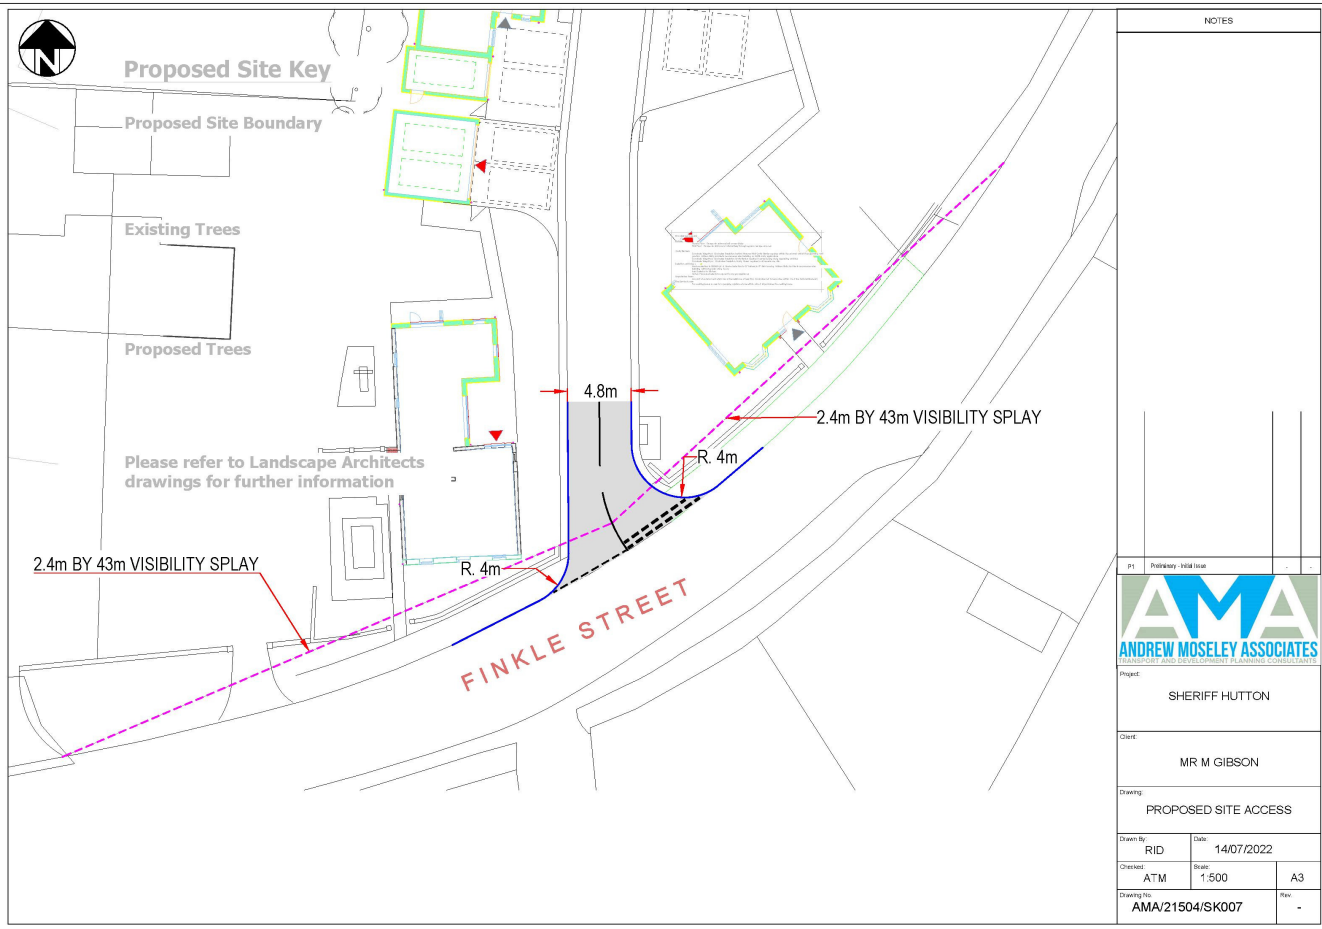 N
Proposed Site Key
Proposed Site Boundary
Existing Trees
Proposed Trees
Please refer to Landscape Architects
drawings for further information
4.8m
2.4m BY 43m VISIBILITY SPLAY
R. 4m
2.4m BY 43m VISIBILITY SPLAY
R. 4m
FINKLE STREET
NOTES
P1 Preliminary - Initial Issue - -
AMA
ANDREW MOSELEY ASSOCIATES
TRANSPORT AND DEVELOPMENT PLANNING CONSULTANTS
Project:
SHERIFF HUTTON
Client:
MR M GIBSON
Drawing:
PROPOSED SITE ACCESS
Drawn By: Date:
RID 14/07/2022
Checked: Scale:
ATM 1:500 A3
Drawing No. Rev.
AMA/21504/SK007 -